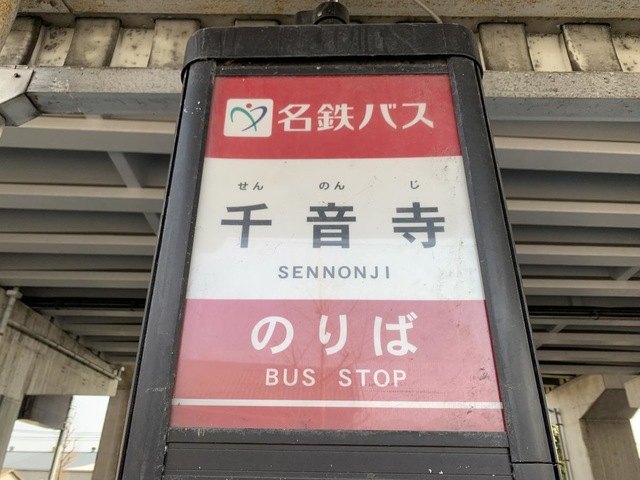 名鉄バス
せん のん じ
千音寺
SENNONJI
のりば
BUS STOP